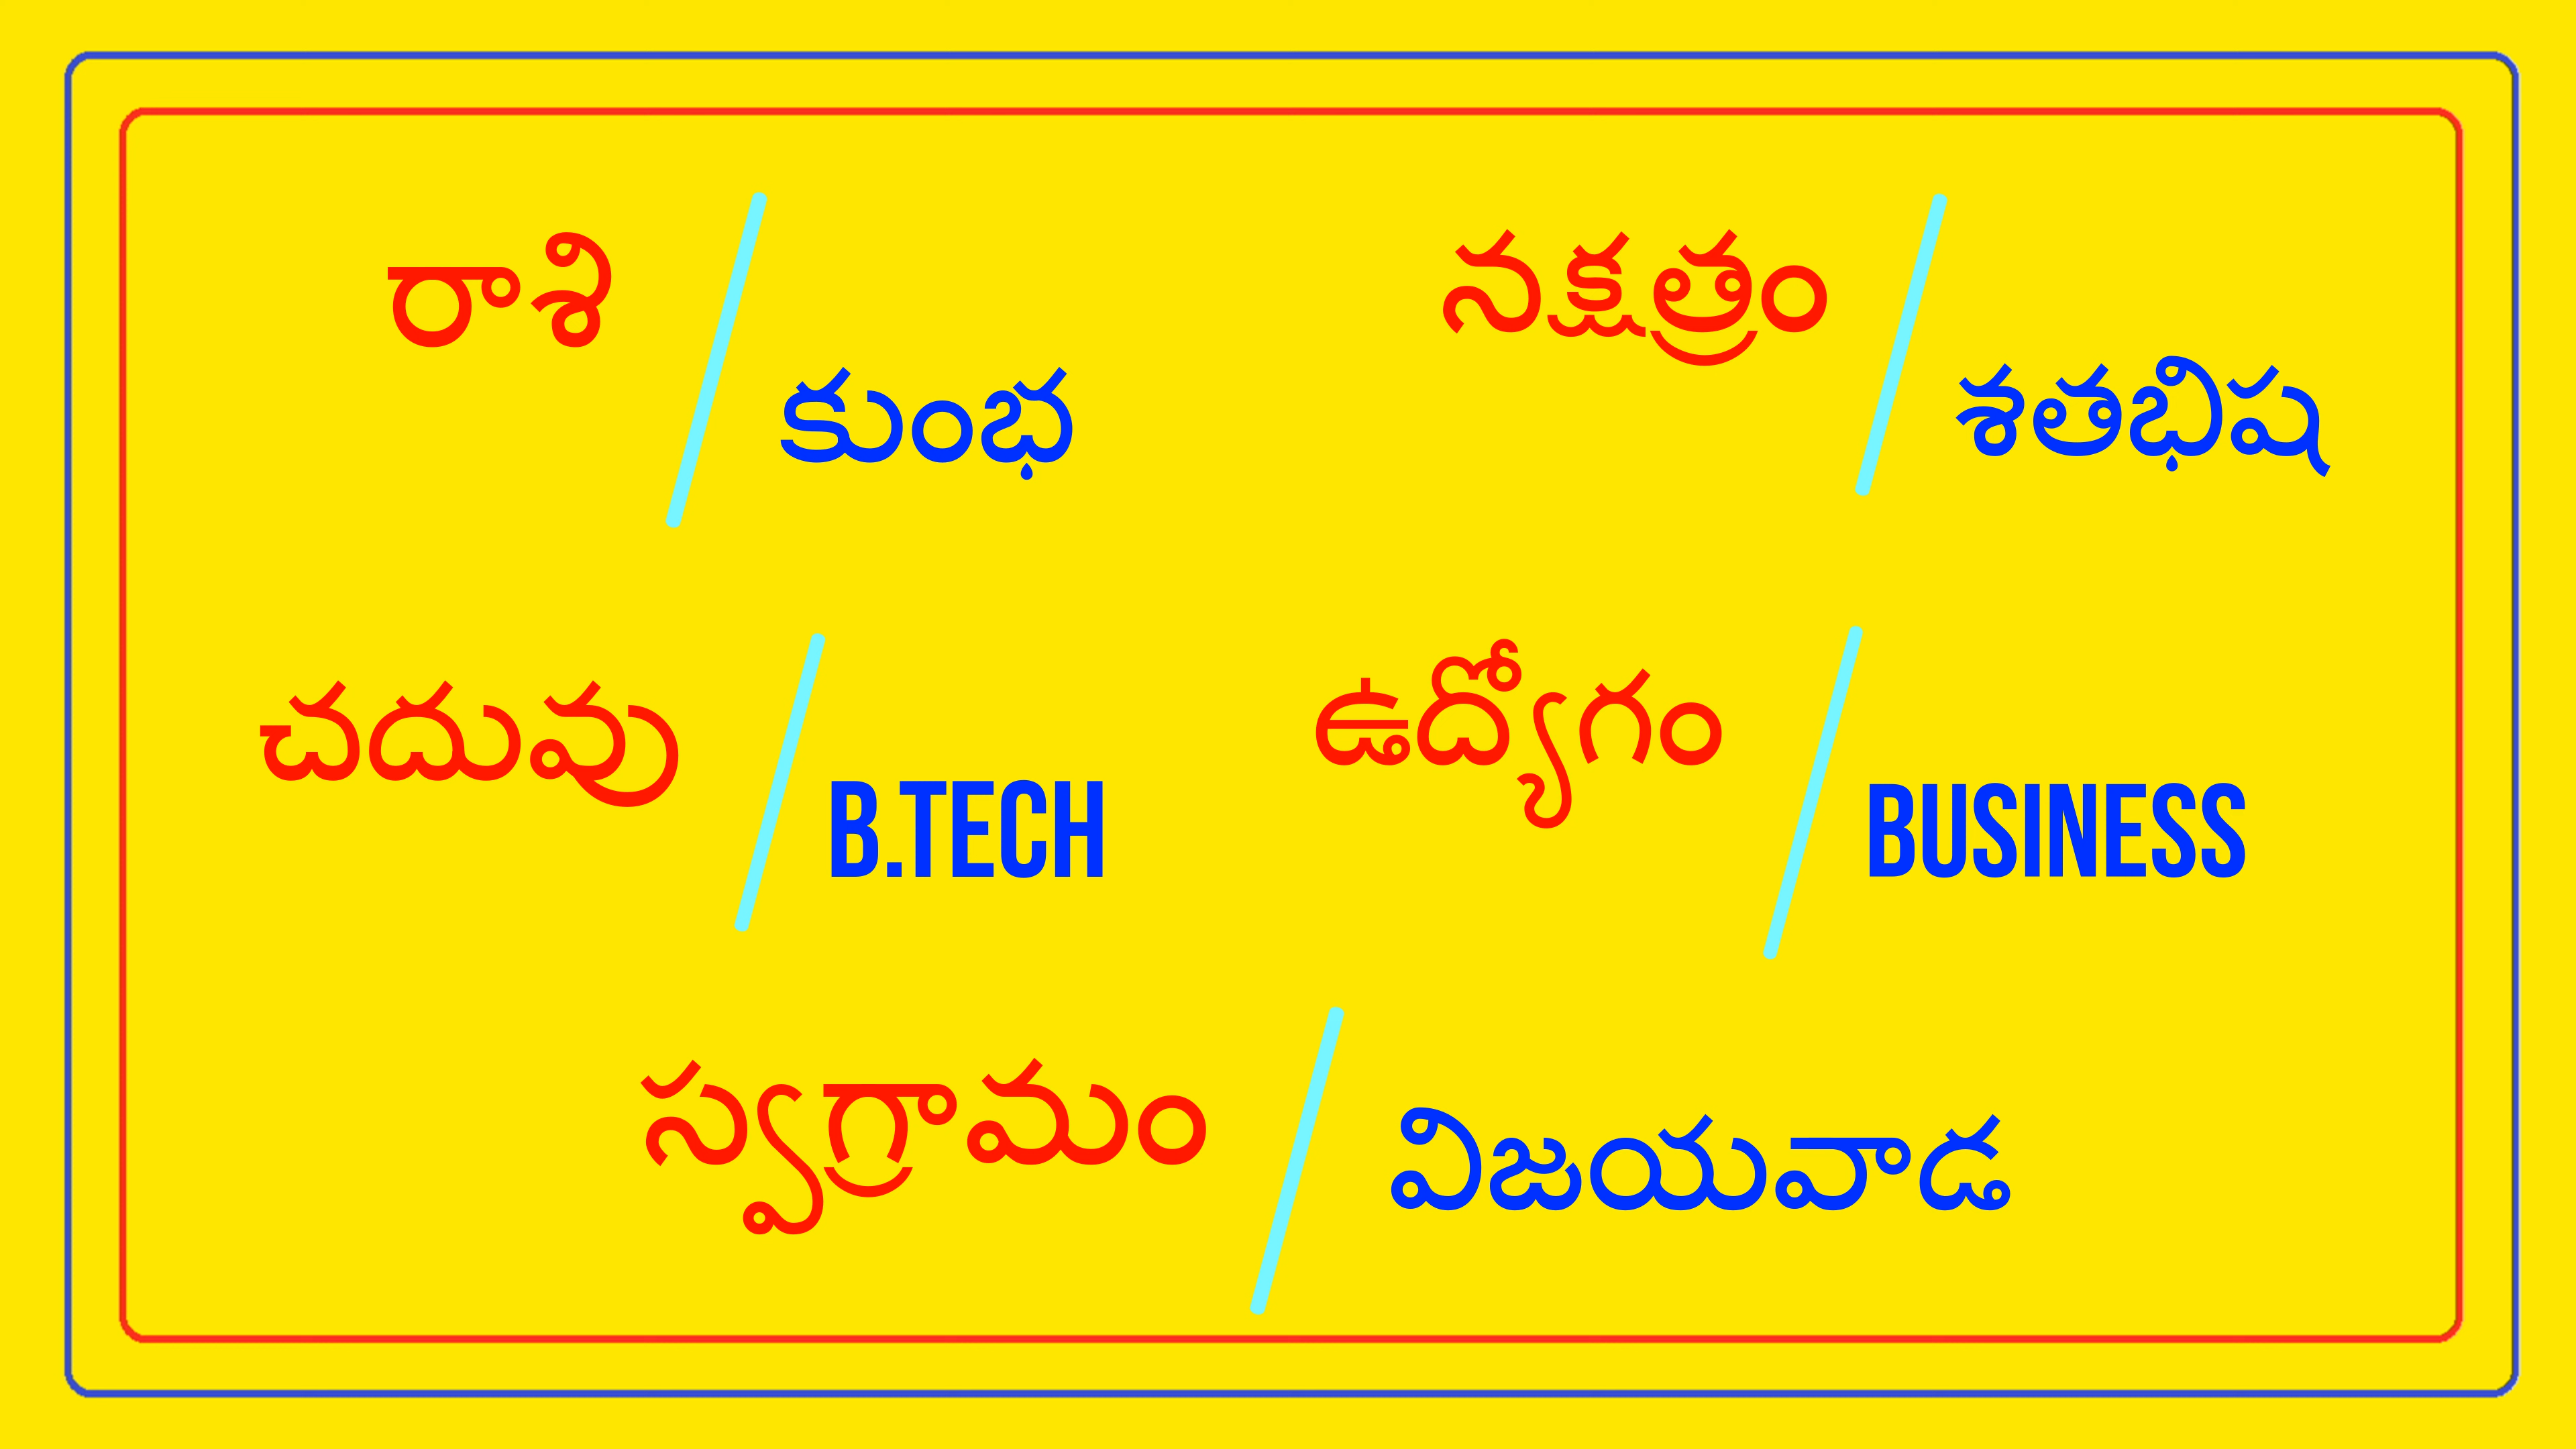 రాశి / కుంభ
నక్షత్రం / శతభిష
చదువు / B.TECH
ఉద్యోగం / BUSINESS
స్వగ్రామం / విజయవాడ